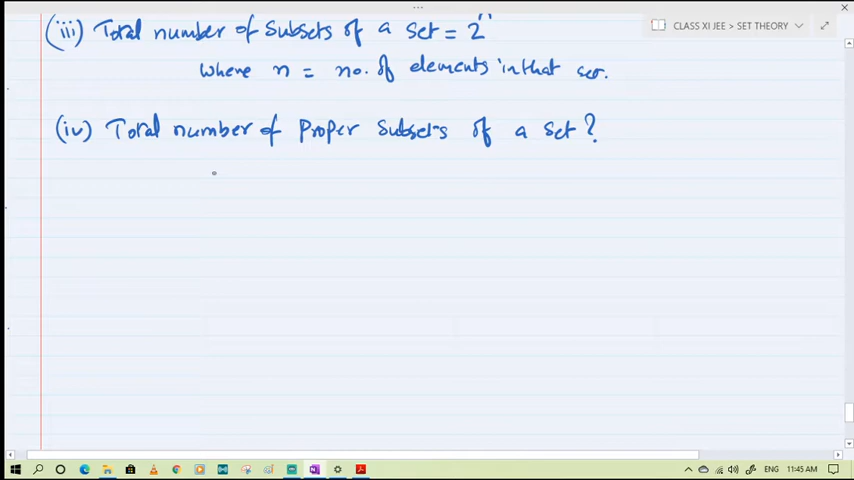 (iii) Total number of Subsets of a Set = 2ⁿ
CLASS XI JEE > SET THEORY
where n = no. of elements in that set.
(iv) Total number of Proper Subsets of a Set ?
ENG 11:45 AM